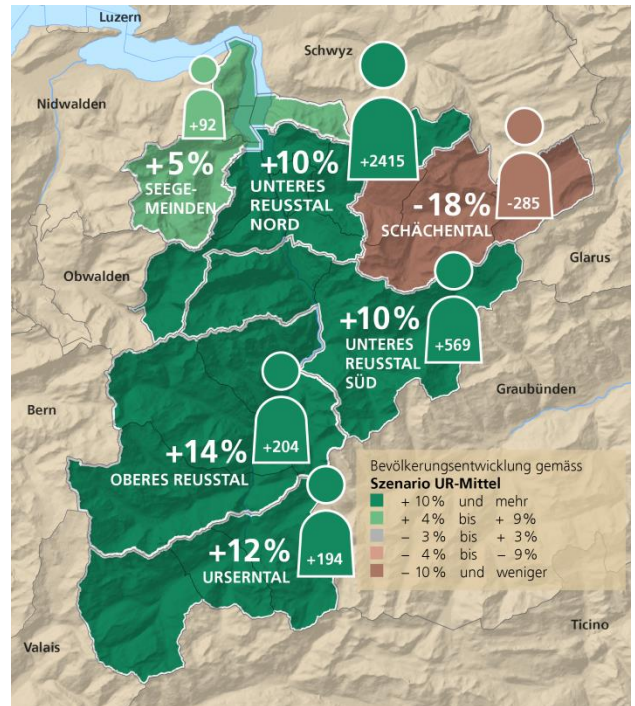 Luzern
Schwyz
Nidwalden
+92
+5%
SEEGE-
MEINDEN
+10%
UNTERES
REUSSTAL
NORD
+2415
-18%
SCHÄCHENTAL
-285
Glarus
Obwalden
+10%
UNTERES
REUSSTAL
SÜD
+569
Graubünden
Bern
+14%
OBERES REUSSTAL
+204
+12%
URSERNTAL
+194
Bevölkerungsentwicklung gemäss
Szenario UR-Mittel
+ 10% und mehr
+ 4% bis + 9%
– 3% bis + 3%
– 4% bis – 9%
– 10% und weniger
Valais
Ticino